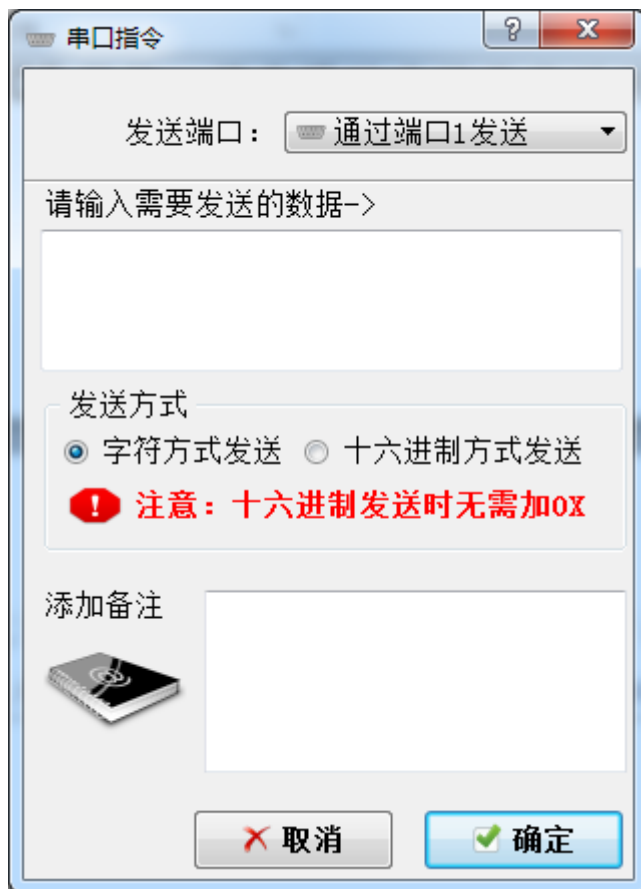 串口指令
发送端口：
通过端口1发送
请输入需要发送的数据->
发送方式
字符方式发送 十六进制方式发送
注意：十六进制发送时无需加0X
添加备注
取消 确定